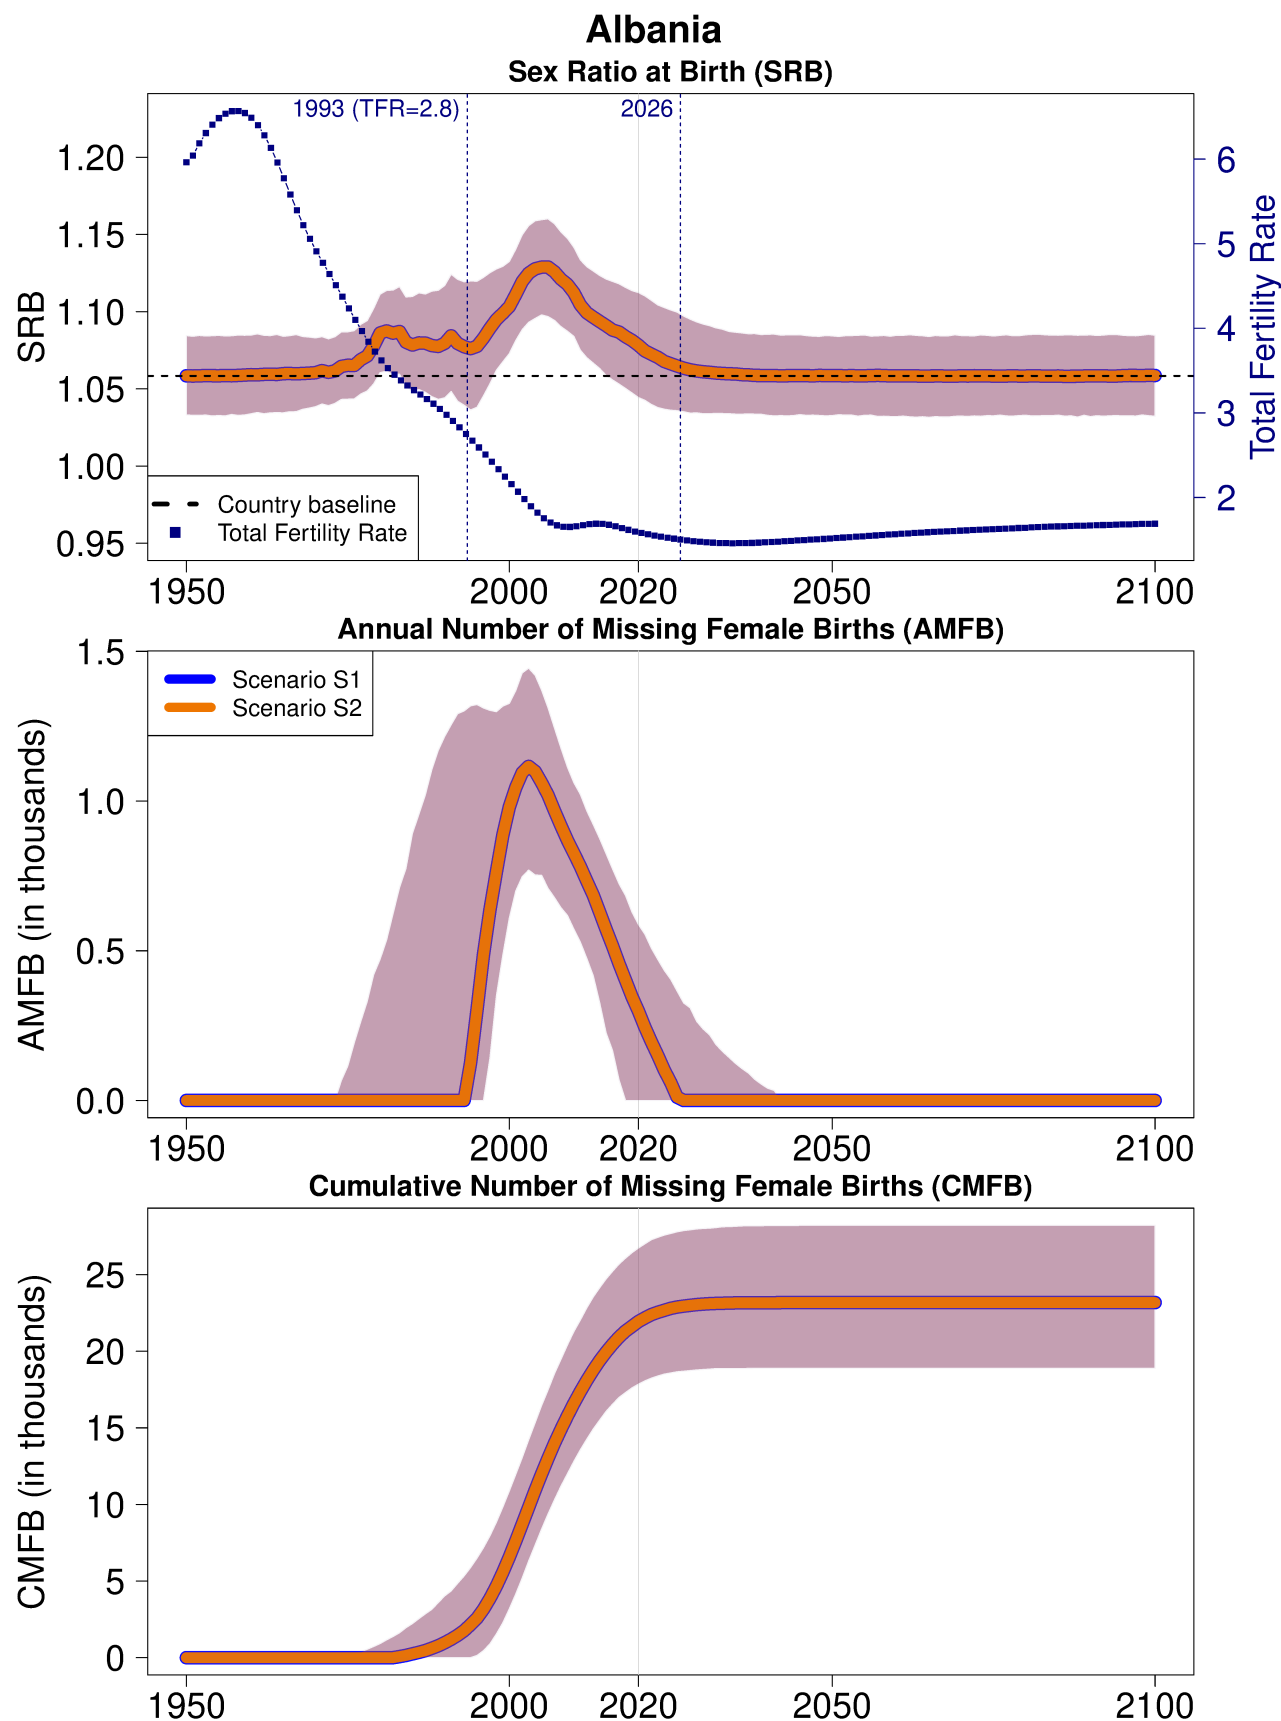 Albania
Sex Ratio at Birth (SRB)
1993 (TFR=2.8)
2026
SRB
1.20
1.15
1.10
1.05
1.00
0.95
Total Fertility Rate
6
5
4
3
2
Country baseline
Total Fertility Rate
1950
2000
2020
2050
2100
Annual Number of Missing Female Births (AMFB)
AMFB (in thousands)
1.5
1.0
0.5
0.0
Scenario S1
Scenario S2
1950
2000
2020
2050
2100
Cumulative Number of Missing Female Births (CMFB)
CMFB (in thousands)
25
20
15
10
5
0
1950
2000
2020
2050
2100